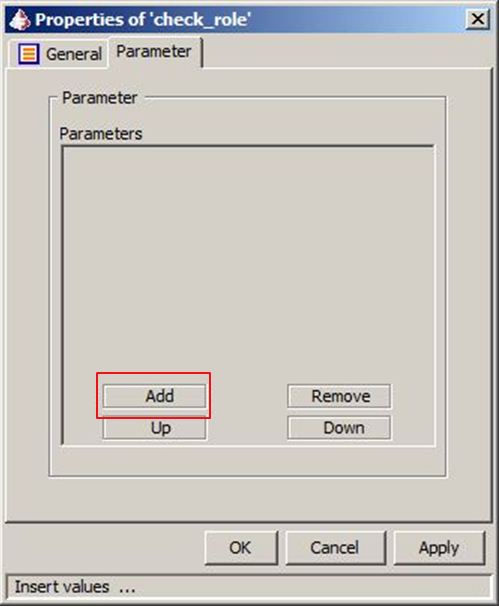 Properties of 'check_role'
General Parameter
Parameter
Parameters
Add Remove
Up Down
OK Cancel Apply
Insert values ...